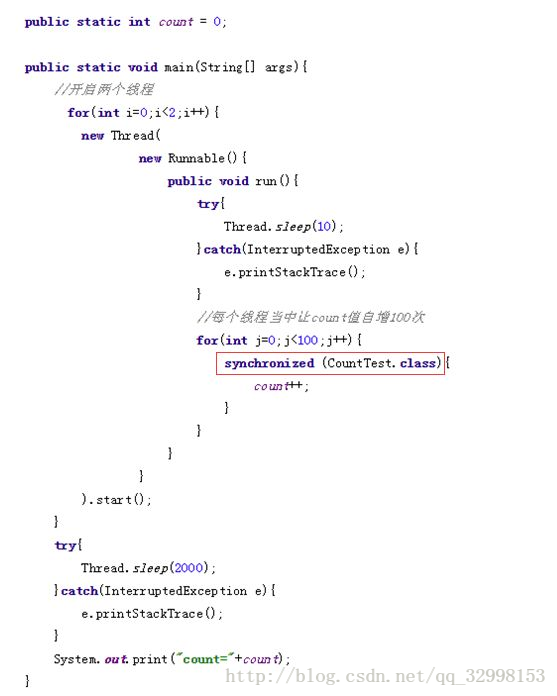 public static int count = 0;
public static void main(String[] args){
//开启两个线程
for(int i=0;i<2;i++){
new Thread(
new Runnable(){
public void run(){
try{
Thread.sleep(10);
}catch(InterruptedException e){
e.printStackTrace();
}
//每个线程当中让count值自增100次
for(int j=0;j<100;j++){
synchronized (CountTest.class){
count++;
}
}
}
}
).start();
}
try{
Thread.sleep(2000);
}catch(InterruptedException e){
e.printStackTrace();
}
System.out.print("count="+count);
http://blog.csdn.net/qq_32998153
}